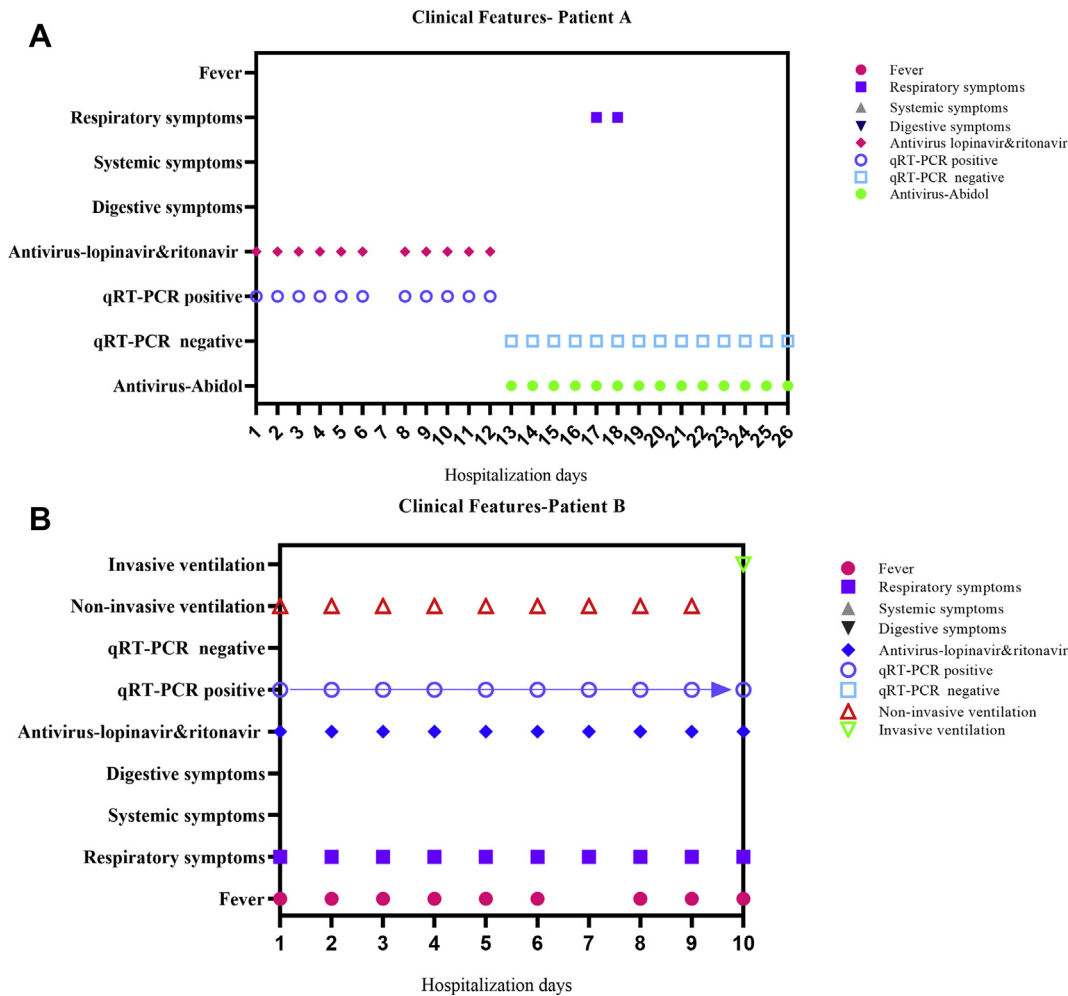 A
Clinical Features- Patient A
Fever
Respiratory symptoms
Systemic symptoms
Digestive symptoms
Antivirus-lopinavir&ritonavir
qRT-PCR positive
qRT-PCR negative
Antivirus-Abidol
1 2 3 4 5 6 8 9 10 11 12 13 14 15 16 17 18 19 20 21 22 23 24 25 26
Hospitalization days
Fever
Respiratory symptoms
Systemic symptoms
Digestive symptoms
Antivirus lopinavir&ritonavir
qRT-PCR positive
qRT-PCR negative
Antivirus-Abidol
B
Clinical Features-Patient B
Invasive ventilation
Non-invasive ventilation
qRT-PCR negative
qRT-PCR positive
Antivirus-lopinavir&ritonavir
Digestive symptoms
Systemic symptoms
Respiratory symptoms
Fever
1 2 3 4 5 6 7 8 9 10
Hospitalization days
Fever
Respiratory symptoms
Systemic symptoms
Digestive symptoms
Antivirus-lopinavir&ritonavir
qRT-PCR positive
qRT-PCR negative
Non-invasive ventilation
Invasive ventilation